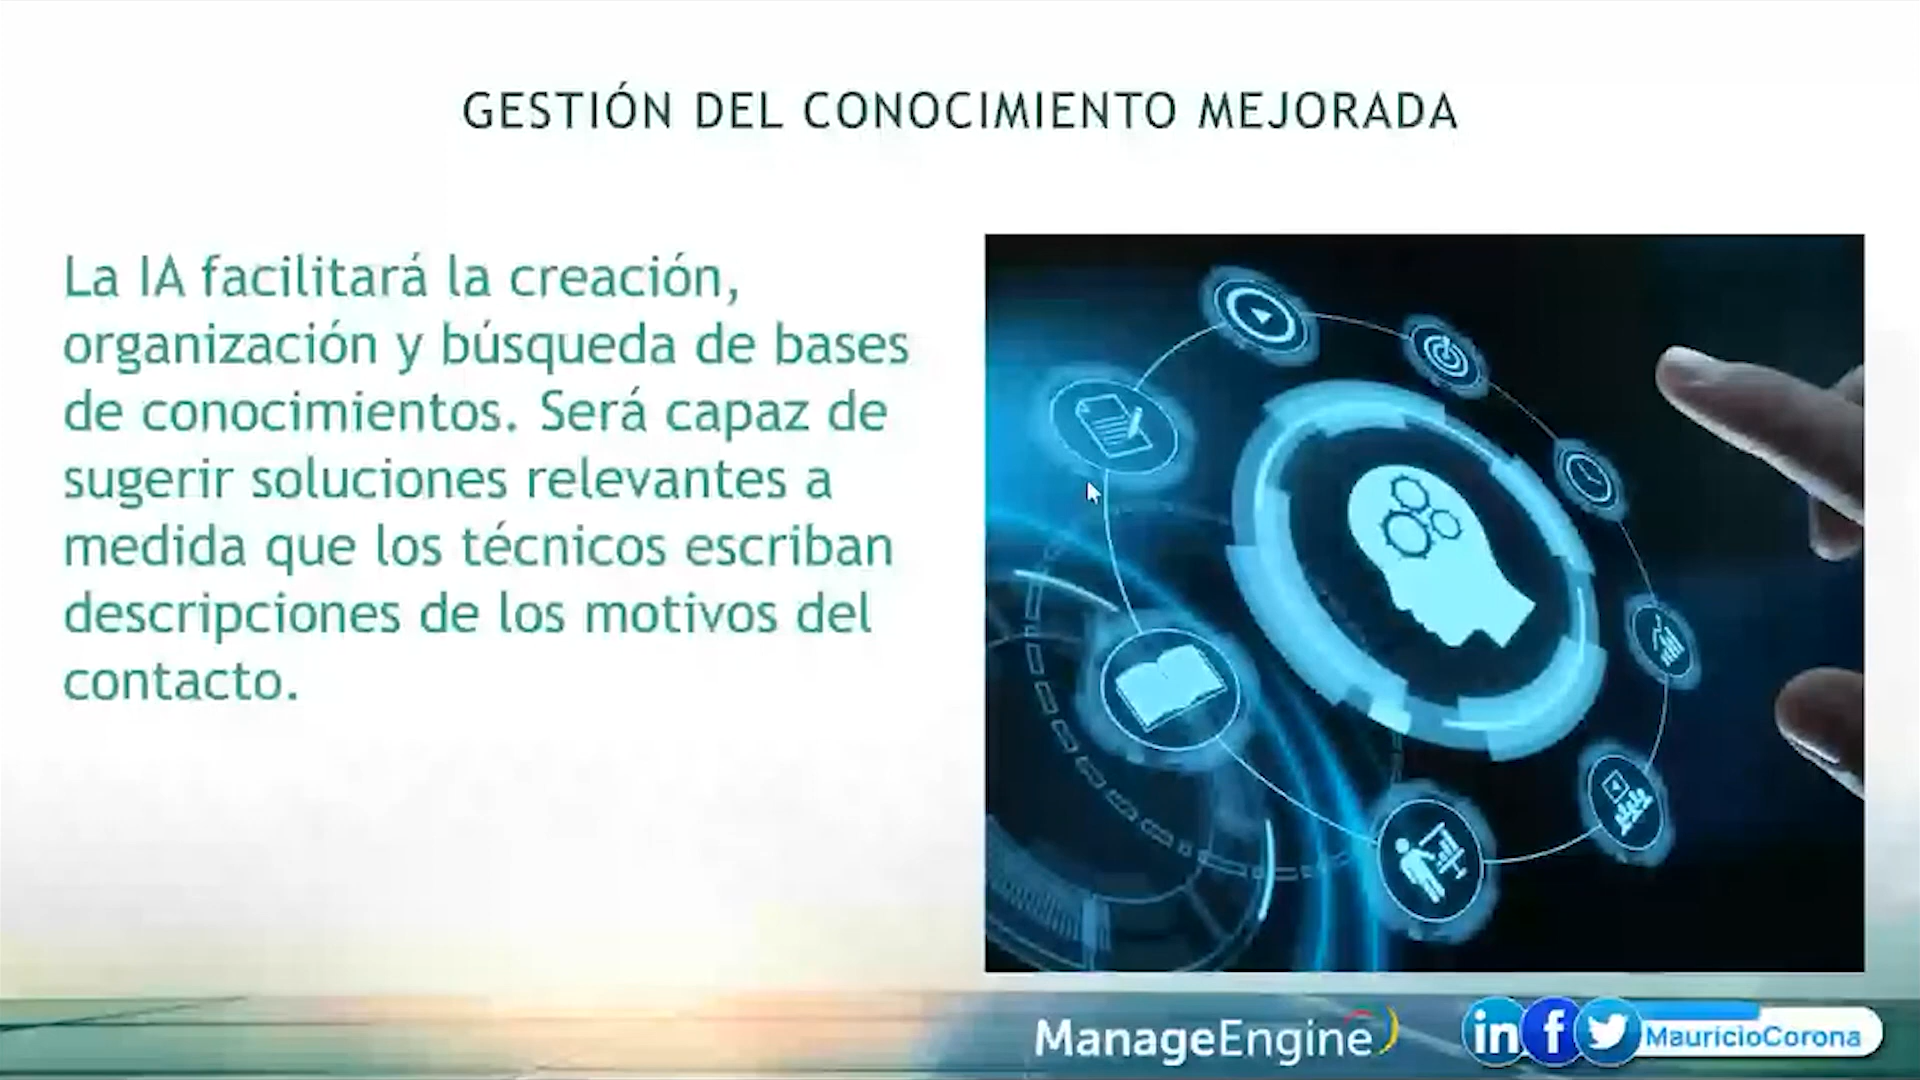 GESTIÓN DEL CONOCIMIENTO MEJORADA
La IA facilitará la creación,
organización y búsqueda de bases
de conocimientos. Será capaz de
sugerir soluciones relevantes a
medida que los técnicos escriban
descripciones de los motivos del
contacto.
ManageEngine
in f MauricioCorona